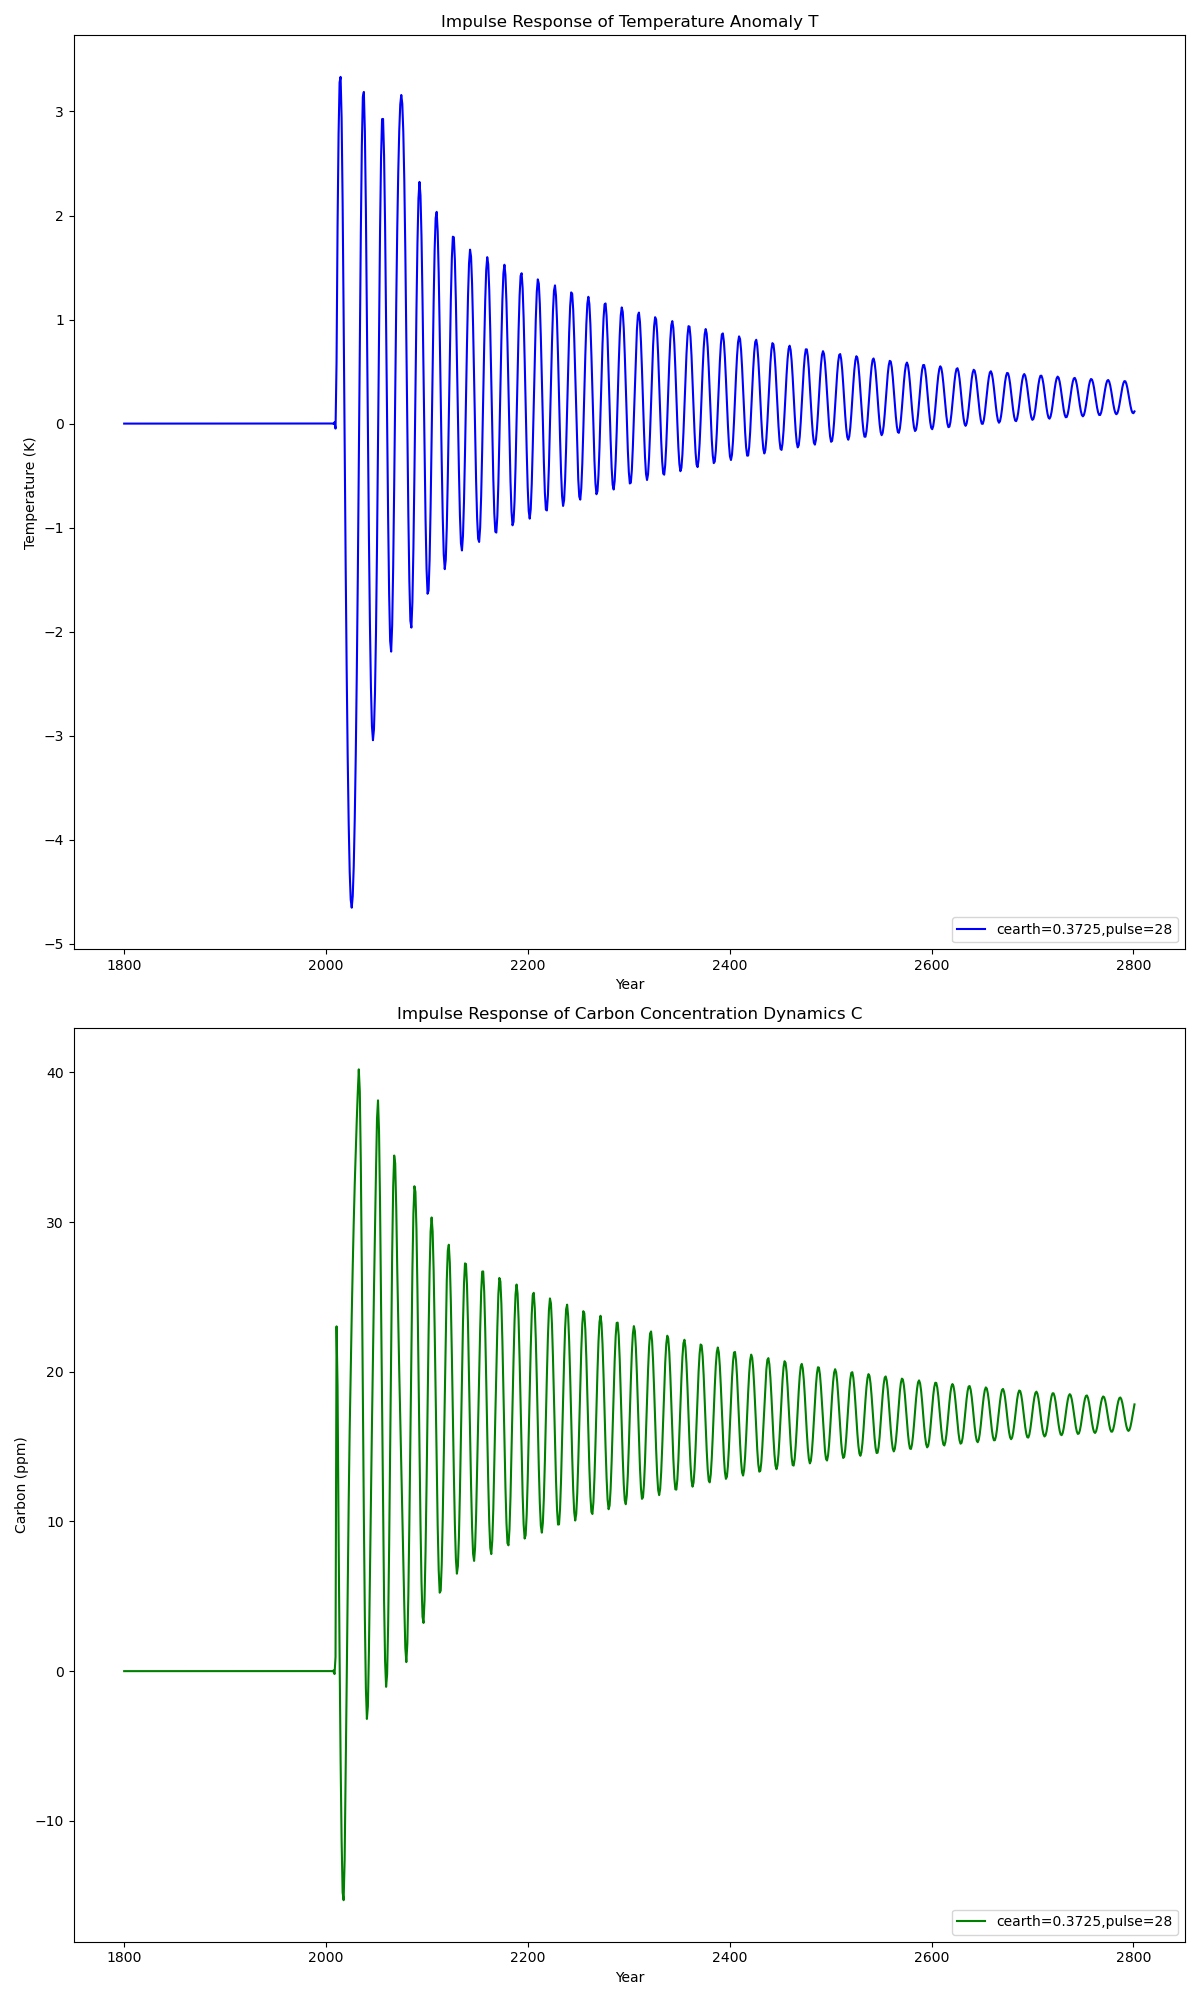 Impulse Response of Temperature Anomaly T
3
2
1
0
−1
−2
−3
−4
−5
Temperature (K)
cearth=0.3725,pulse=28
1800 2000 2200 2400 2600 2800
Year
Impulse Response of Carbon Concentration Dynamics C
40
30
20
10
0
−10
Carbon (ppm)
cearth=0.3725,pulse=28
1800 2000 2200 2400 2600 2800
Year